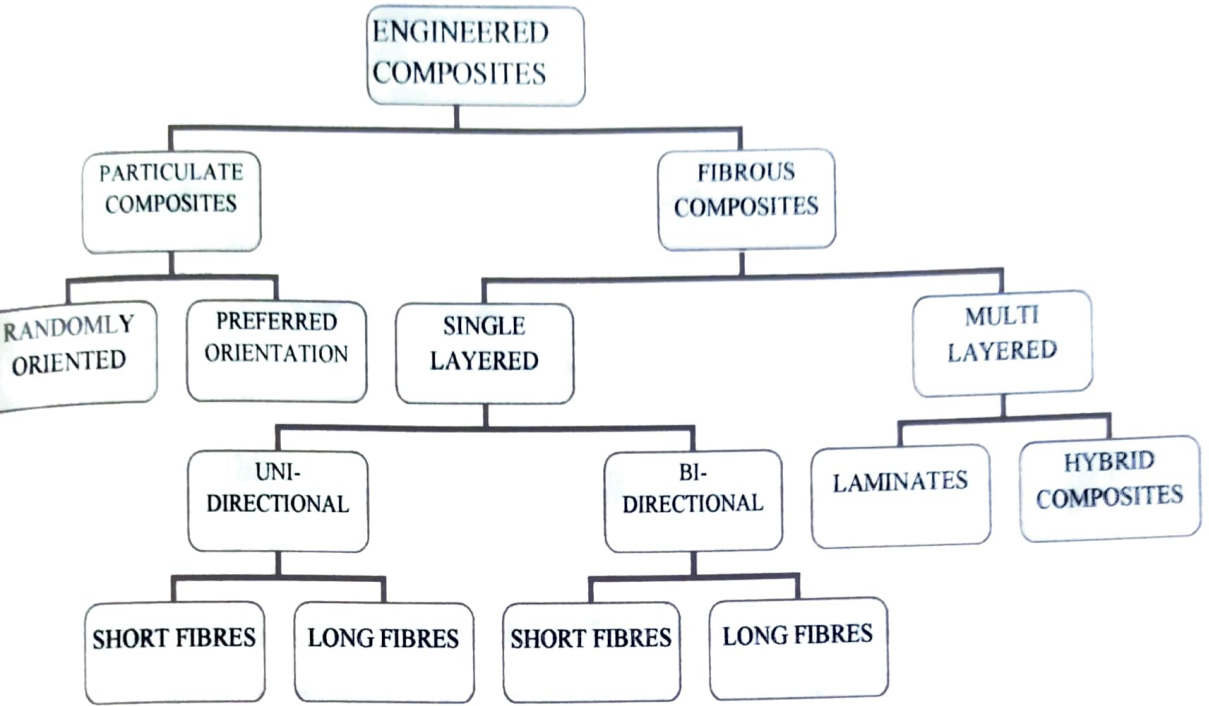 ENGINEERED
COMPOSITES
PARTICULATE
COMPOSITES
FIBROUS
COMPOSITES
RANDOMLY
ORIENTED
PREFERRED
ORIENTATION
SINGLE
LAYERED
MULTI
LAYERED
UNI-
DIRECTIONAL
BI-
DIRECTIONAL
LAMINATES
HYBRID
COMPOSITES
SHORT FIBRES
LONG FIBRES
SHORT FIBRES
LONG FIBRES